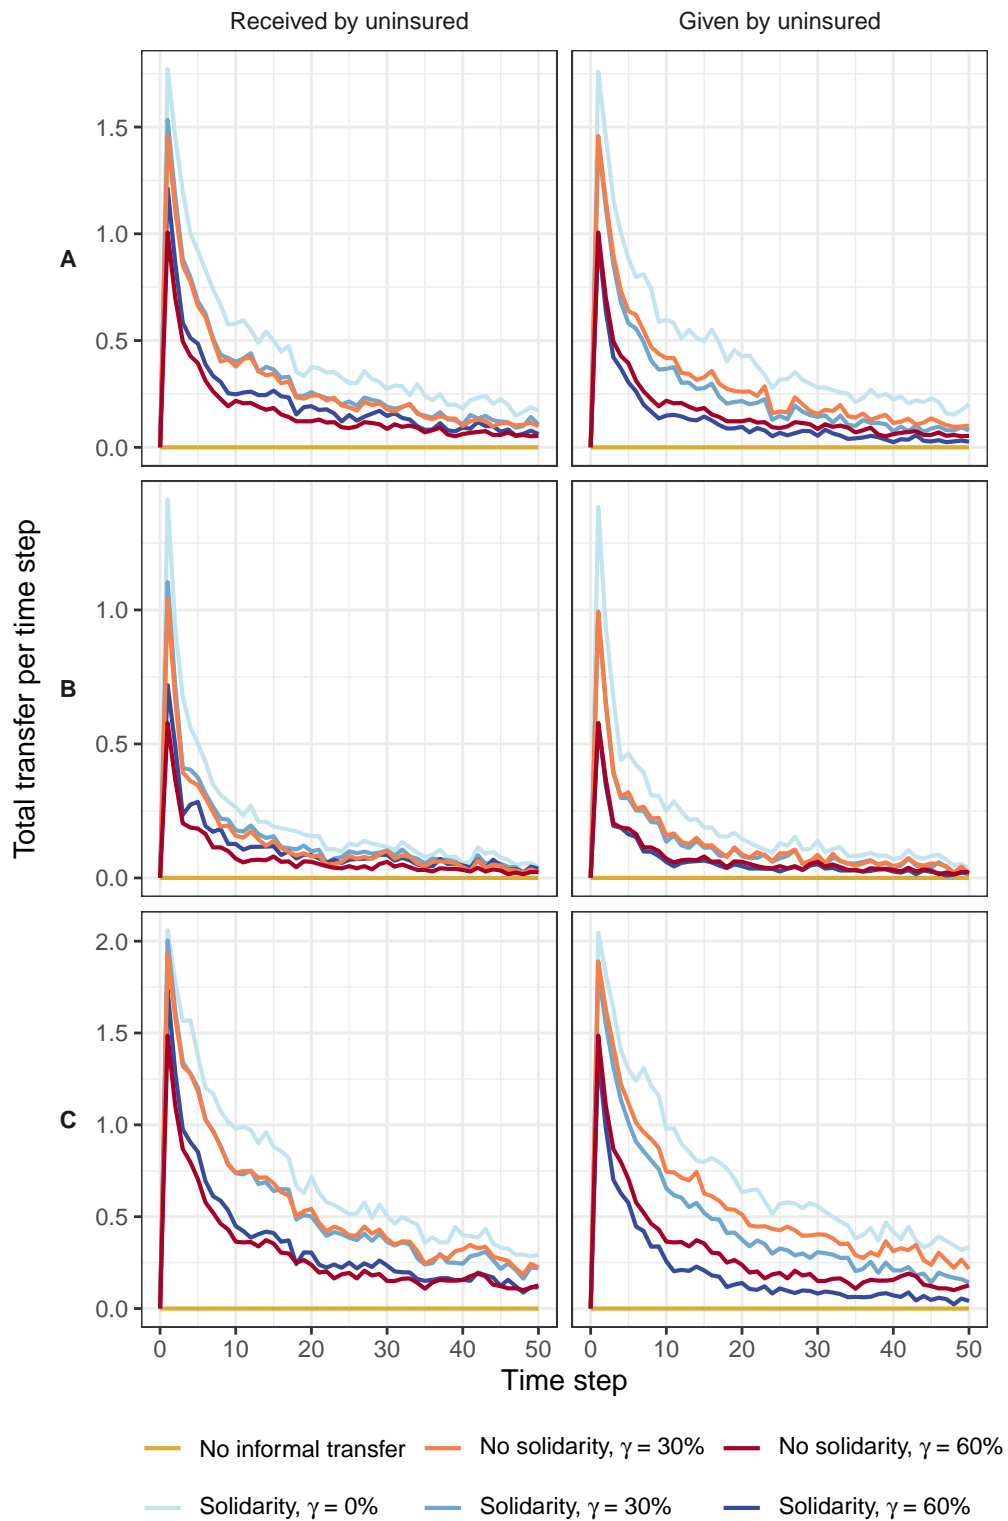 Received by uninsured
Given by uninsured
Total transfer per time step
A
1.5
1.0
0.5
0.0
B
1.0
0.5
0.0
C
2.0
1.5
1.0
0.5
0.0
0 10 20 30 40 50
0 10 20 30 40 50
Time step
No informal transfer
No solidarity, γ = 30%
No solidarity, γ = 60%
Solidarity, γ = 0%
Solidarity, γ = 30%
Solidarity, γ = 60%